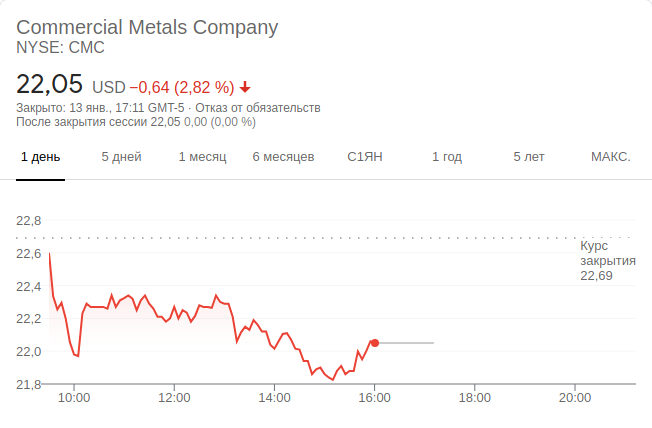 Commercial Metals Company
NYSE: CMC
22,05 USD −0,64 (2,82 %)
Закрыто: 13 янв., 17:11 GMT-5 · Отказ от обязательств
После закрытия сессии 22,05 0,00 (0,00 %)
1 день 5 дней 1 месяц 6 месяцев С1ЯН 1 год 5 лет МАКС.
22,8
Курс
закрытия
22,69
22,6
22,4
22,2
22,0
21,8
10:00 12:00 14:00 16:00 18:00 20:00